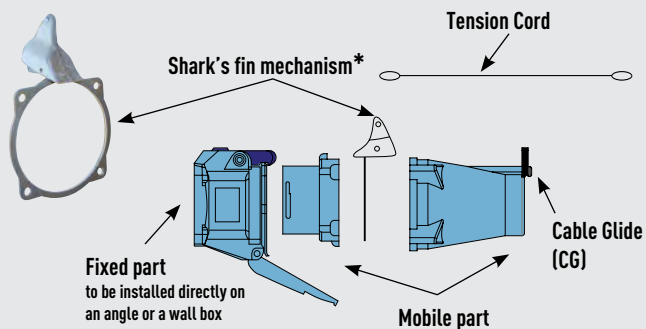 Tension Cord
Shark's fin mechanism*
Cable Glide
(CG)
Fixed part
to be installed directly on
an angle or a wall box
Mobile part